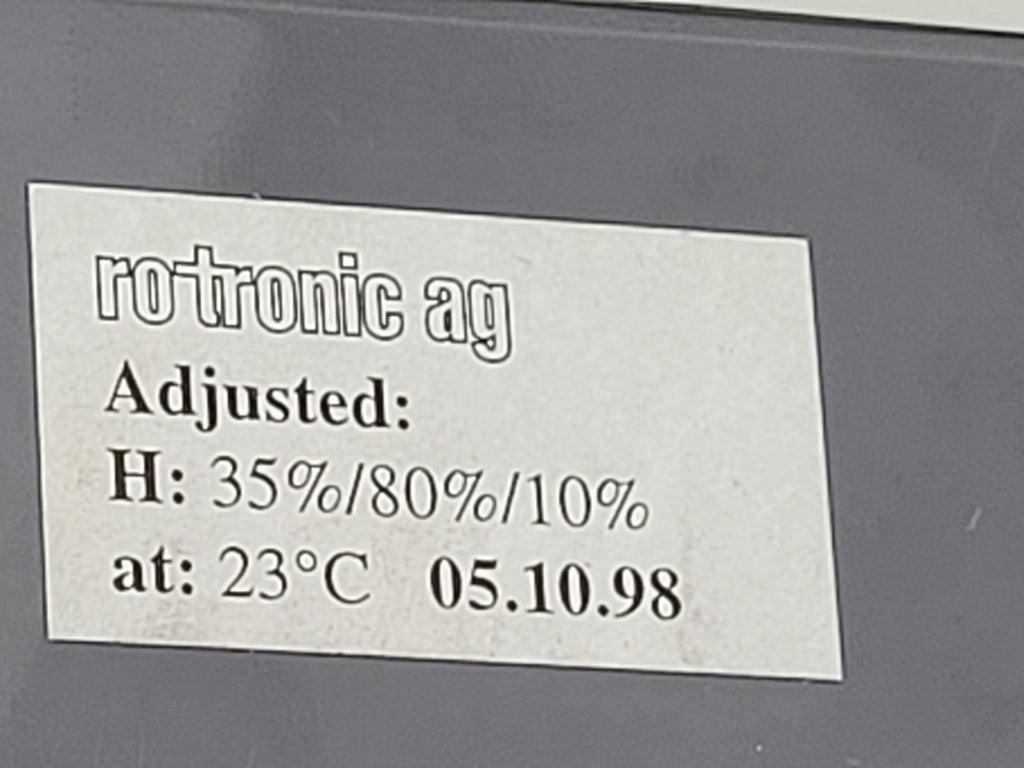 rotronic ag
Adjusted:
H: 35%/80%/10%
at: 23°C 05.10.98